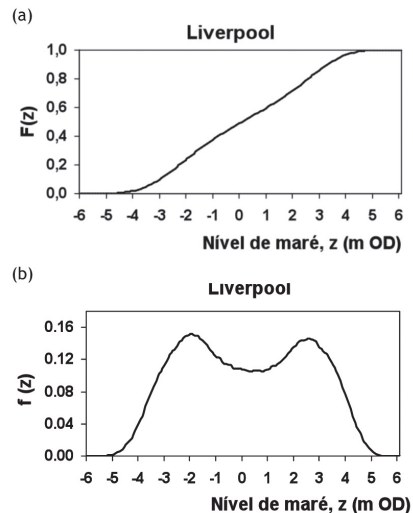 (a)
Liverpool
1,0
0,8
0,6
0,4
0,2
0,0
F(z)
-6 -5 -4 -3 -2 -1 0 1 2 3 4 5 6
Nível de maré, z (m OD)
(b)
Liverpool
0.16
0.12
0.08
0.04
0.00
f (z)
-6 -5 -4 -3 -2 -1 0 1 2 3 4 5 6
Nível de maré, z (m OD)